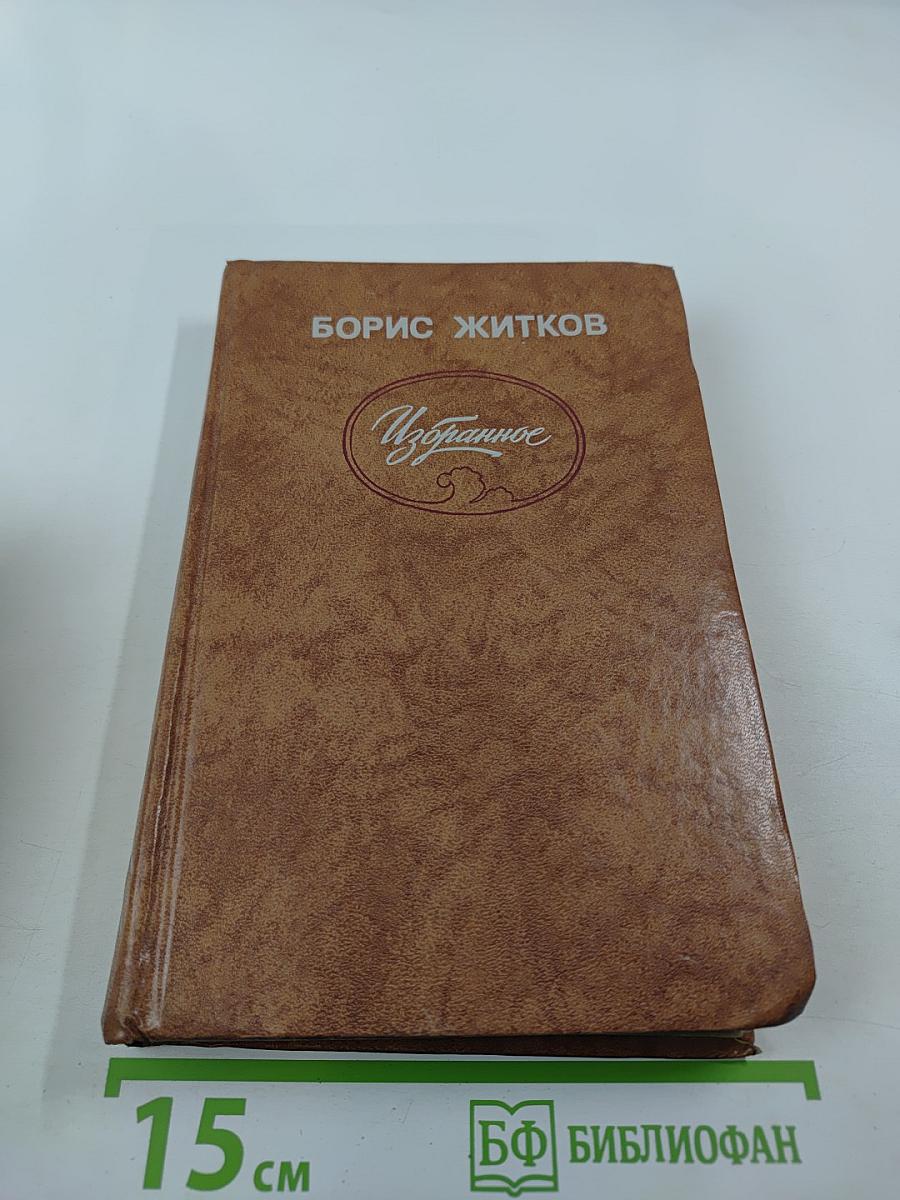 БОРИС ЖИТКОВ
Избранное
15 см
БФ БИБЛИОФАН